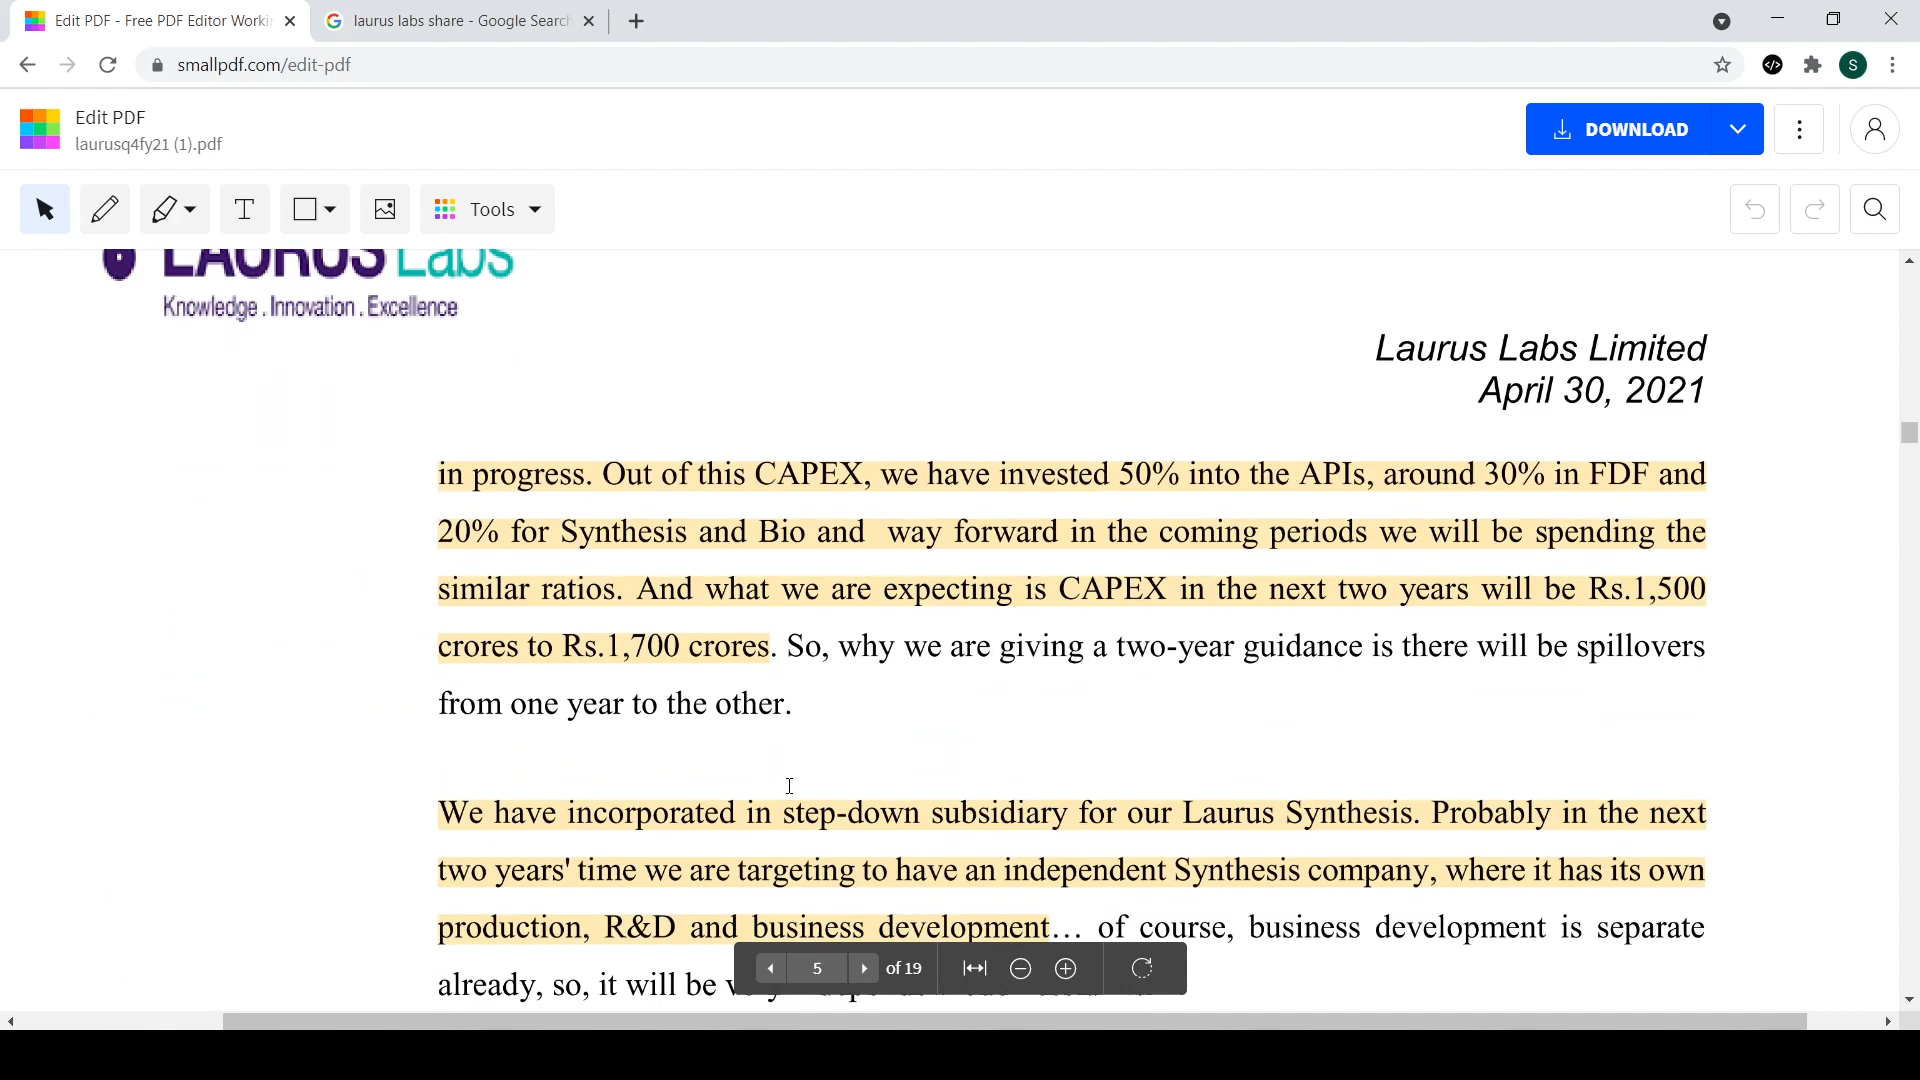 Edit PDF - Free PDF Editor Workin
laurus labs share - Google Search
smallpdf.com/edit-pdf
S
Edit PDF
laurusq4fy21 (1).pdf
DOWNLOAD
T
Tools
LAURUS Labs
Knowledge . Innovation . Excellence
Laurus Labs Limited
April 30, 2021
in progress. Out of this CAPEX, we have invested 50% into the APIs, around 30% in FDF and
20% for Synthesis and Bio and way forward in the coming periods we will be spending the
similar ratios. And what we are expecting is CAPEX in the next two years will be Rs.1,500
crores to Rs.1,700 crores. So, why we are giving a two-year guidance is there will be spillovers
from one year to the other.
We have incorporated in step-down subsidiary for our Laurus Synthesis. Probably in the next
two years' time we are targeting to have an independent Synthesis company, where it has its own
production, R&D and business development… of course, business development is separate
already, so, it will be
5 of 19